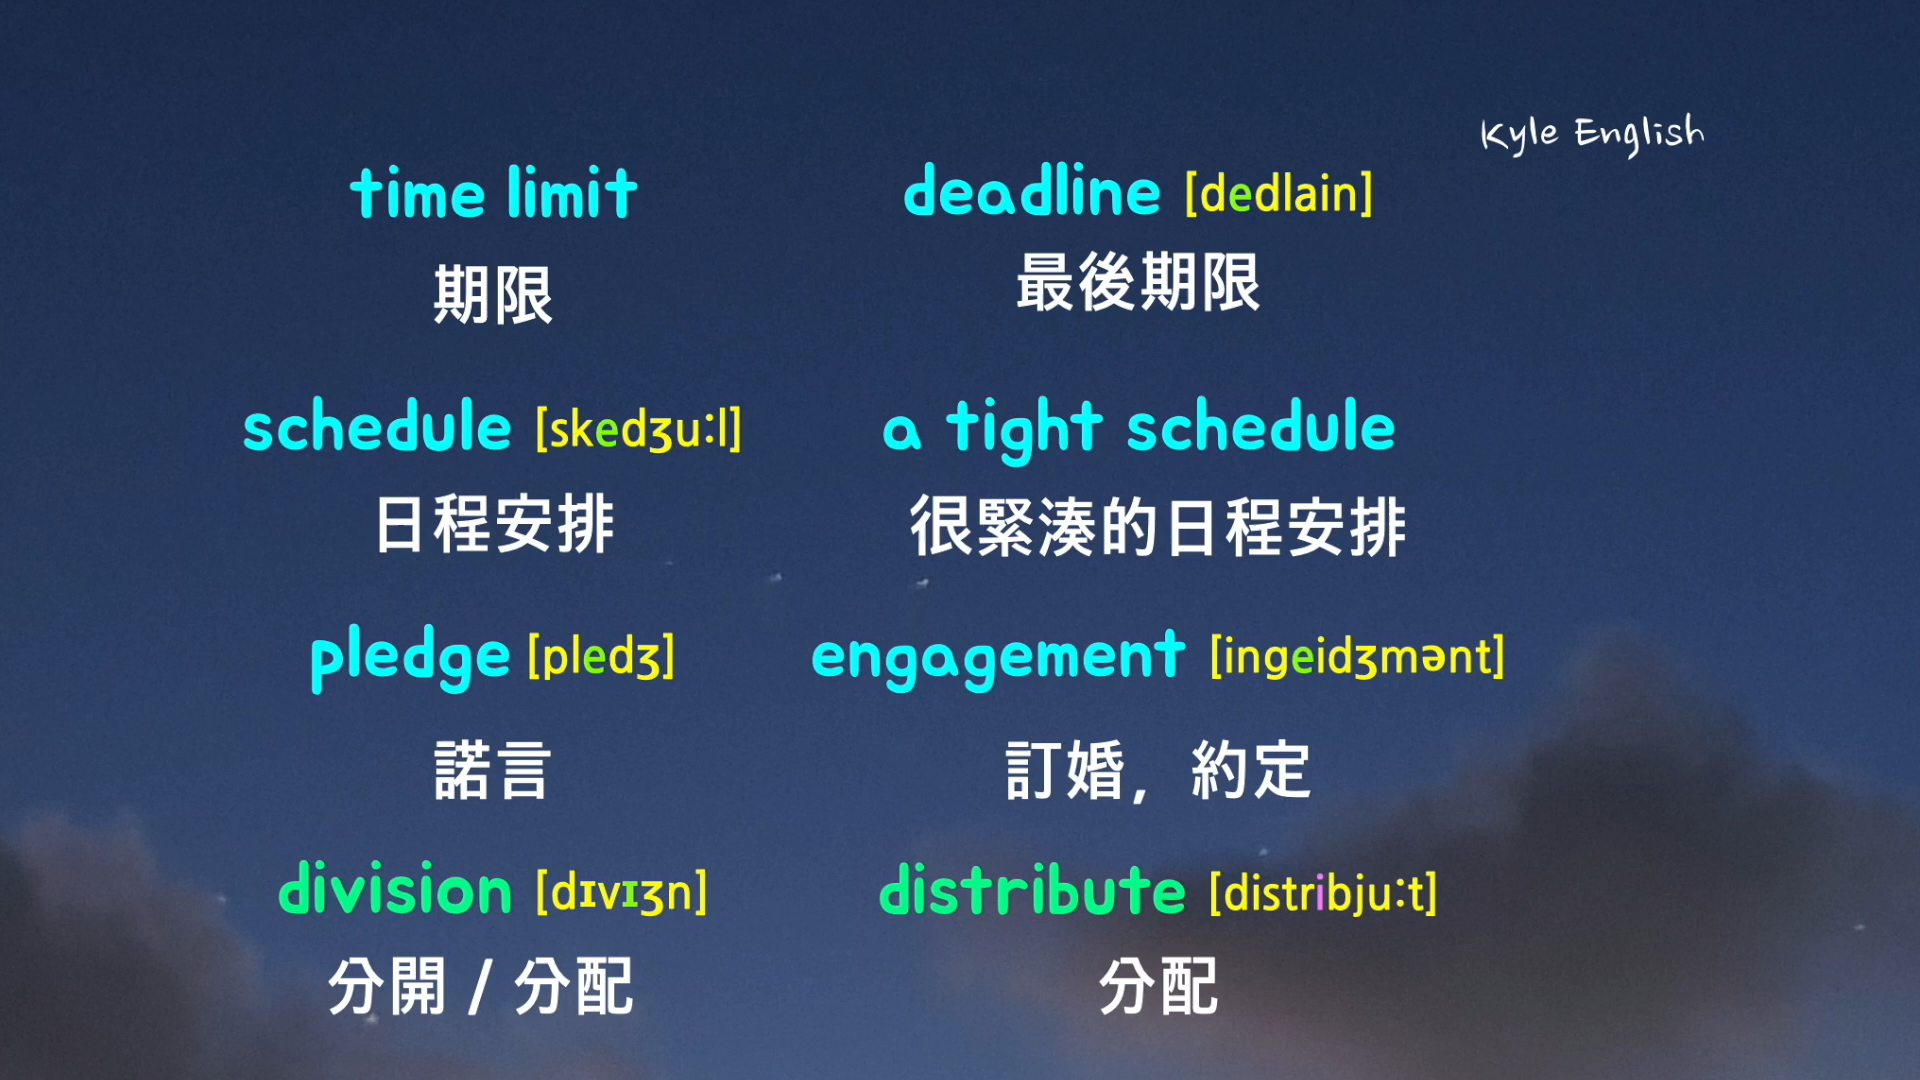 Kyle English
time limit
deadline [dedlain]
期限
最後期限
schedule [skedʒu:l]
a tight schedule
日程安排
很緊湊的日程安排
pledge [pledʒ]
engagement [ingeidʒmənt]
諾言
訂婚，約定
division [dɪvɪʒn]
distribute [distribju:t]
分開 / 分配
分配